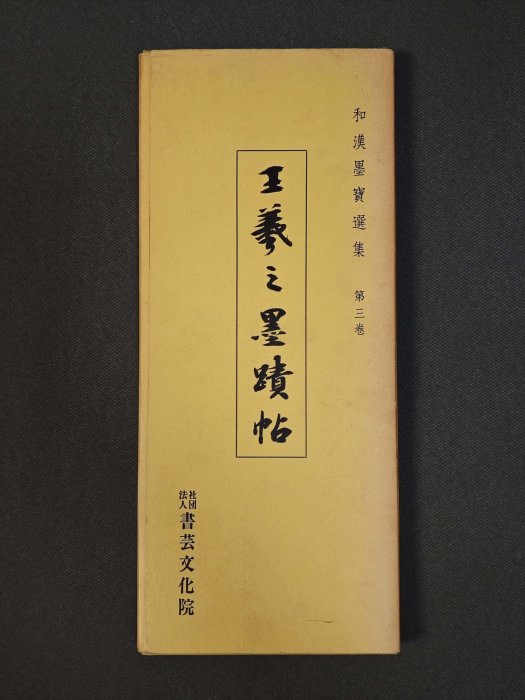 和漢墨寶選集 第三卷
王羲之墨蹟帖
社団法人 書芸文化院